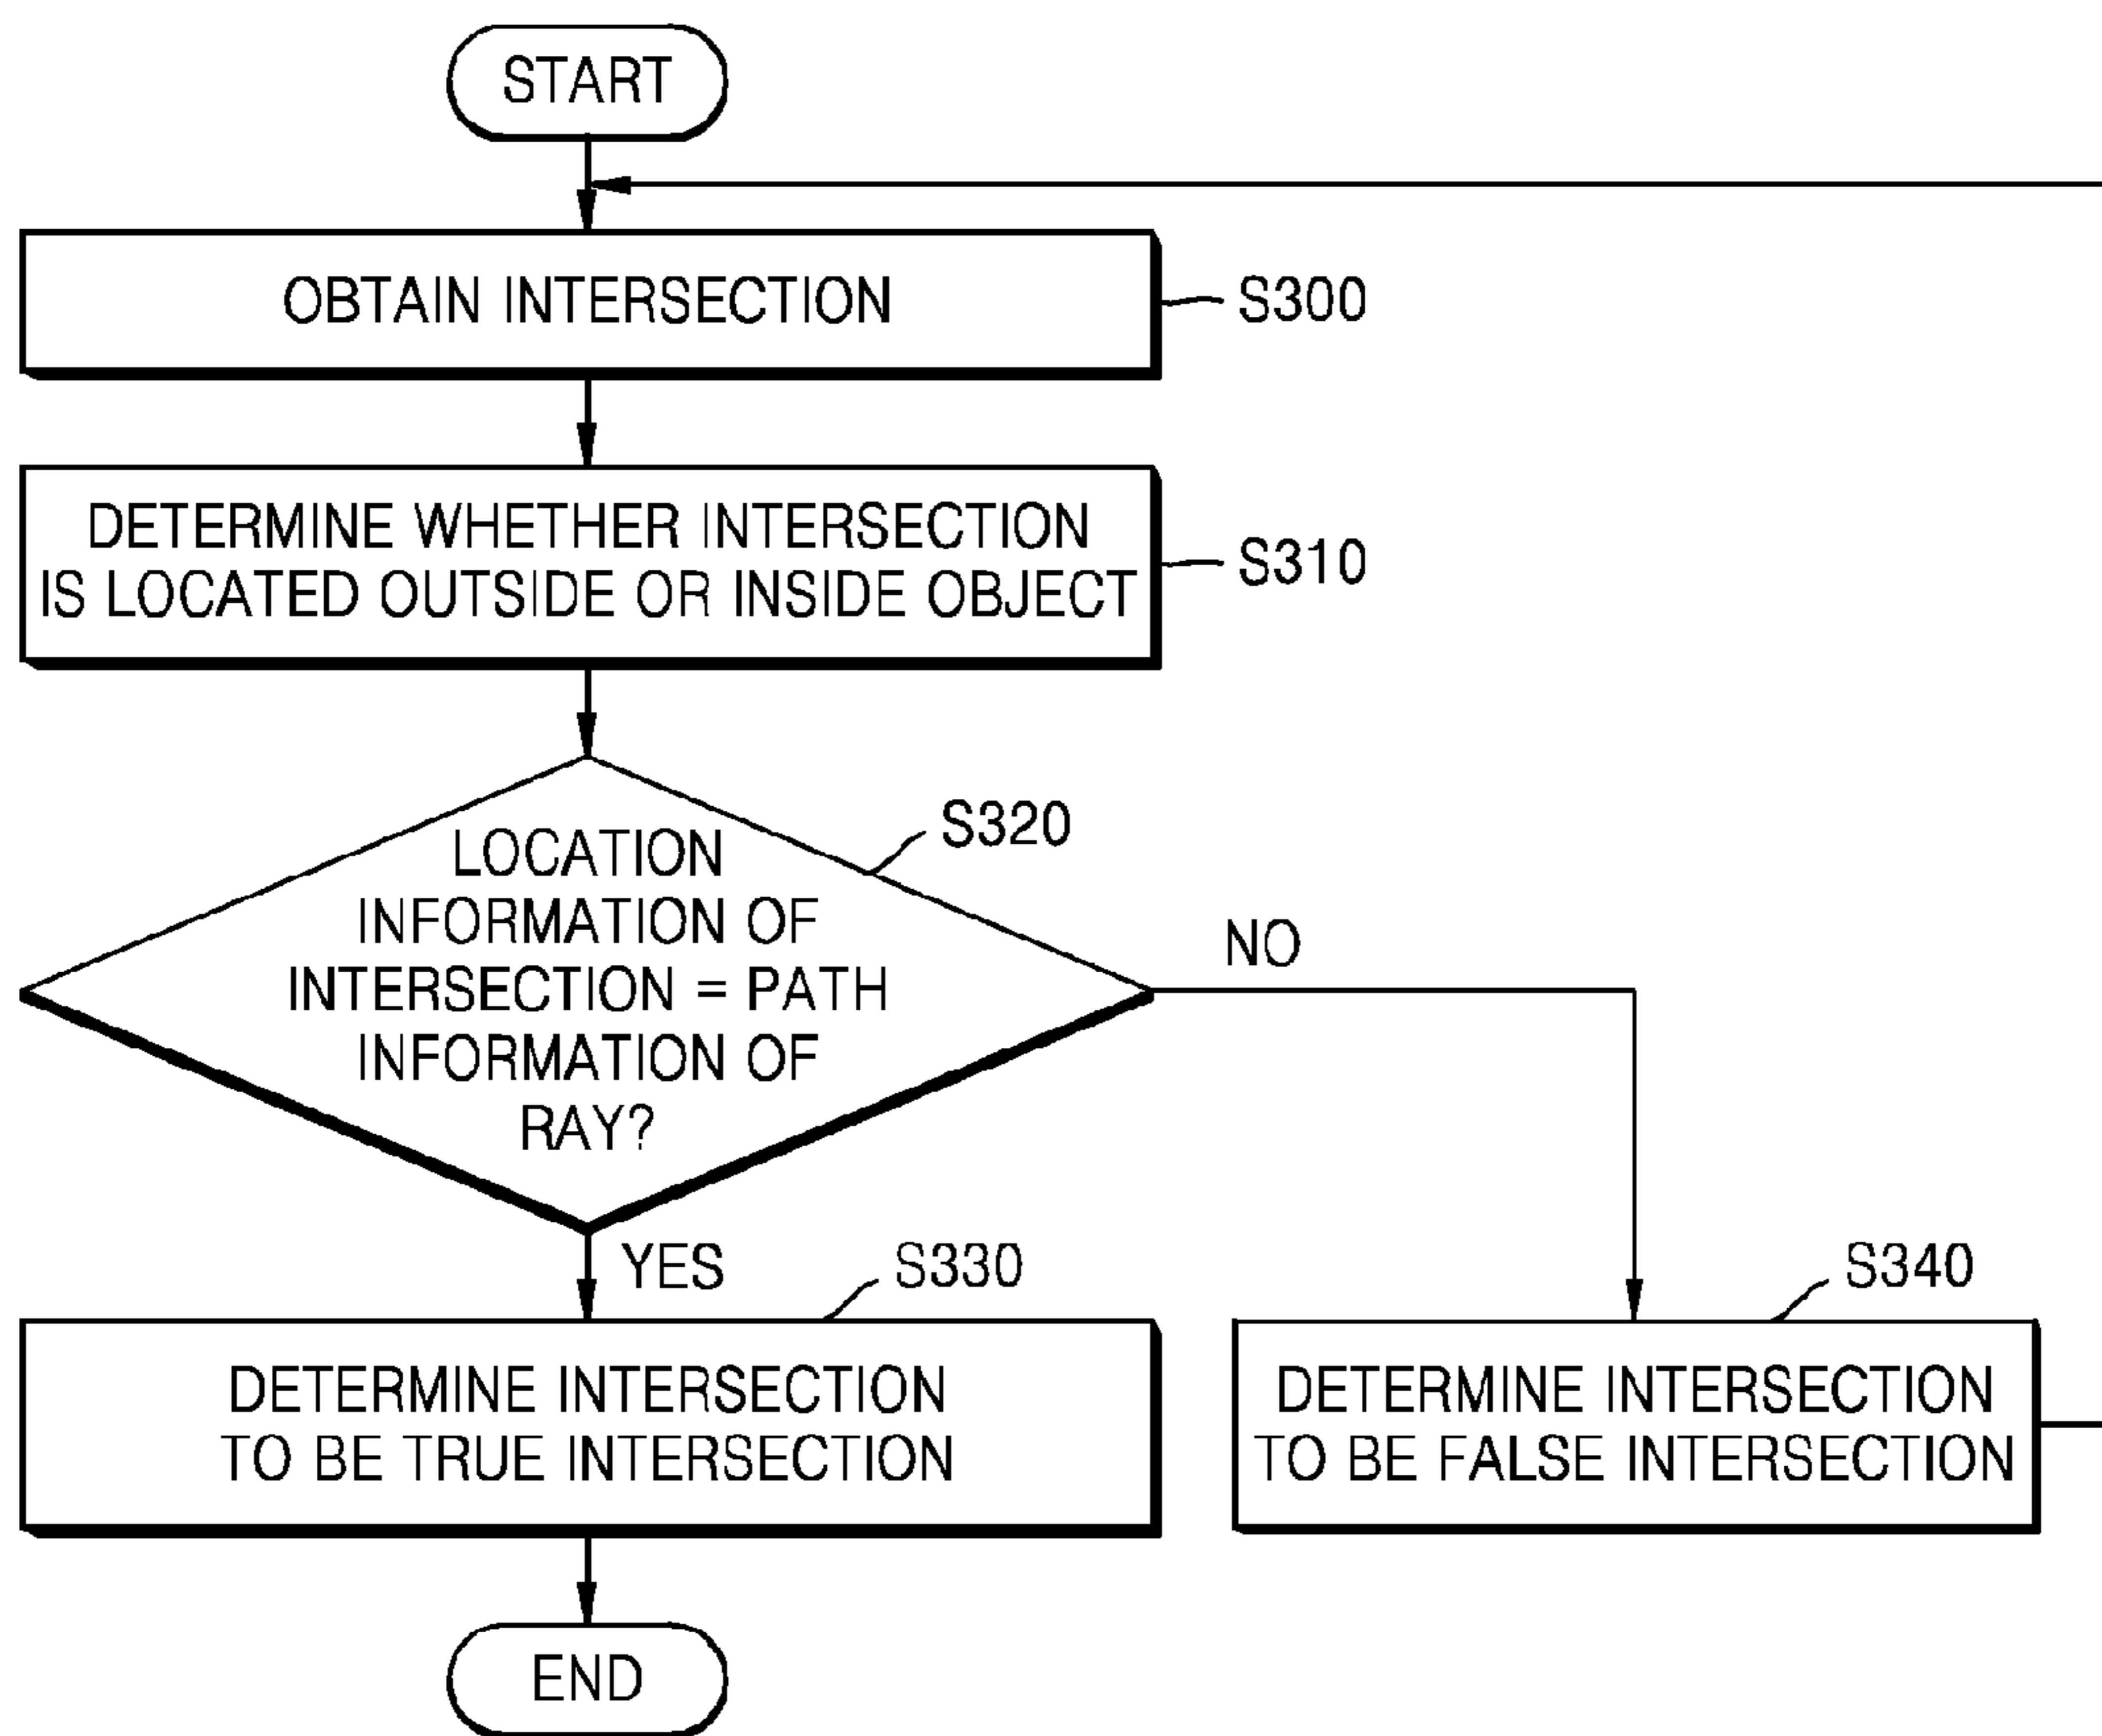 START
OBTAIN INTERSECTION
S300
DETERMINE WHETHER INTERSECTION
IS LOCATED OUTSIDE OR INSIDE OBJECT
S310
LOCATION
INFORMATION OF
INTERSECTION = PATH
INFORMATION OF
RAY?
S320
NO
YES
S330
DETERMINE INTERSECTION
TO BE TRUE INTERSECTION
S340
DETERMINE INTERSECTION
TO BE FALSE INTERSECTION
END